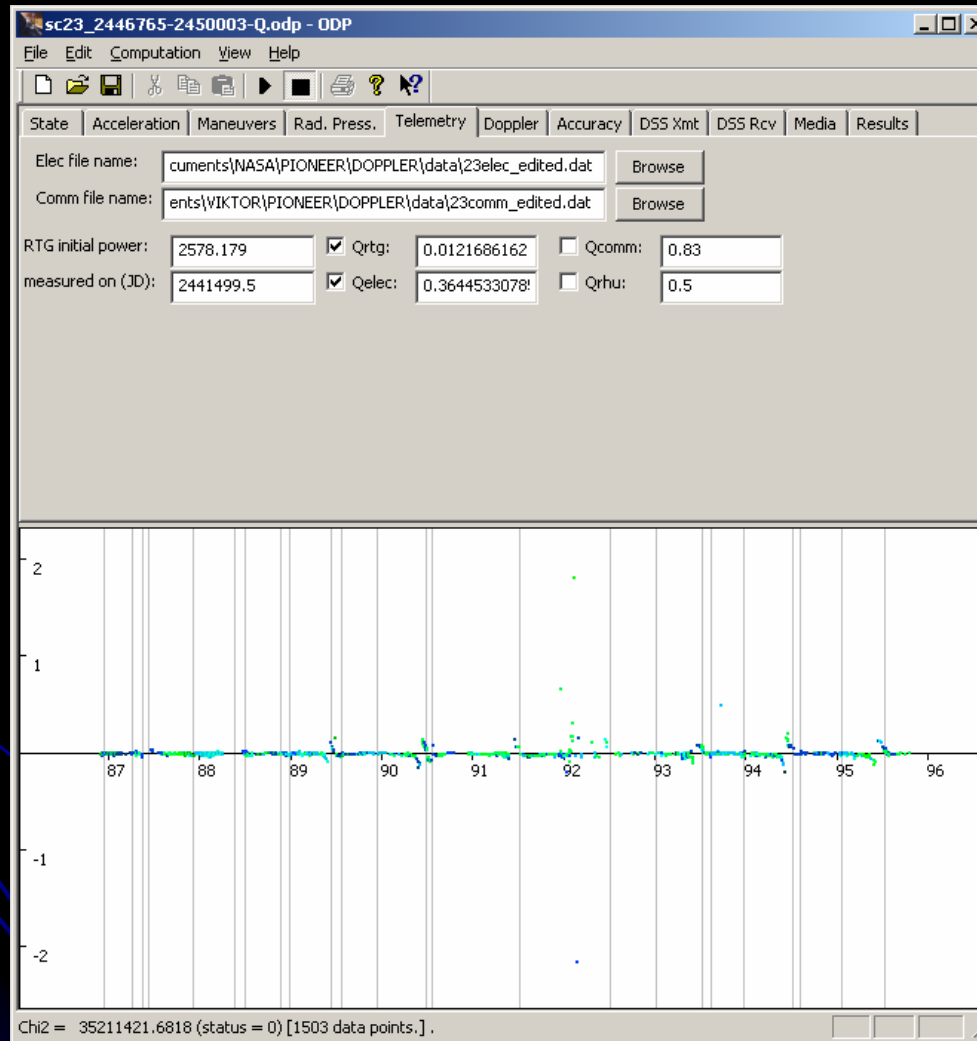 sc23_2446765-2450003-Q.odp - ODP
File Edit Computation View Help
State Acceleration Maneuvers Rad. Press. Telemetry Doppler Accuracy DSS Xmt DSS Rcv Media Results
Elec file name: cuments\NASA\PIONEER\DOPPLER\data\23elec_edited.dat Browse
Comm file name: ents\VIKTOR\PIONEER\DOPPLER\data\23comm_edited.dat Browse
RTG initial power: 2578.179 Qrtg: 0.0121686162 Qcomm: 0.83
measured on (JD): 2441499.5 Qelec: 0.3644533078 Qrhu: 0.5
2
1
87 88 89 90 91 92 93 94 95 96
-1
-2
Chi2 = 35211421.6818 (status = 0) [1503 data points.] .